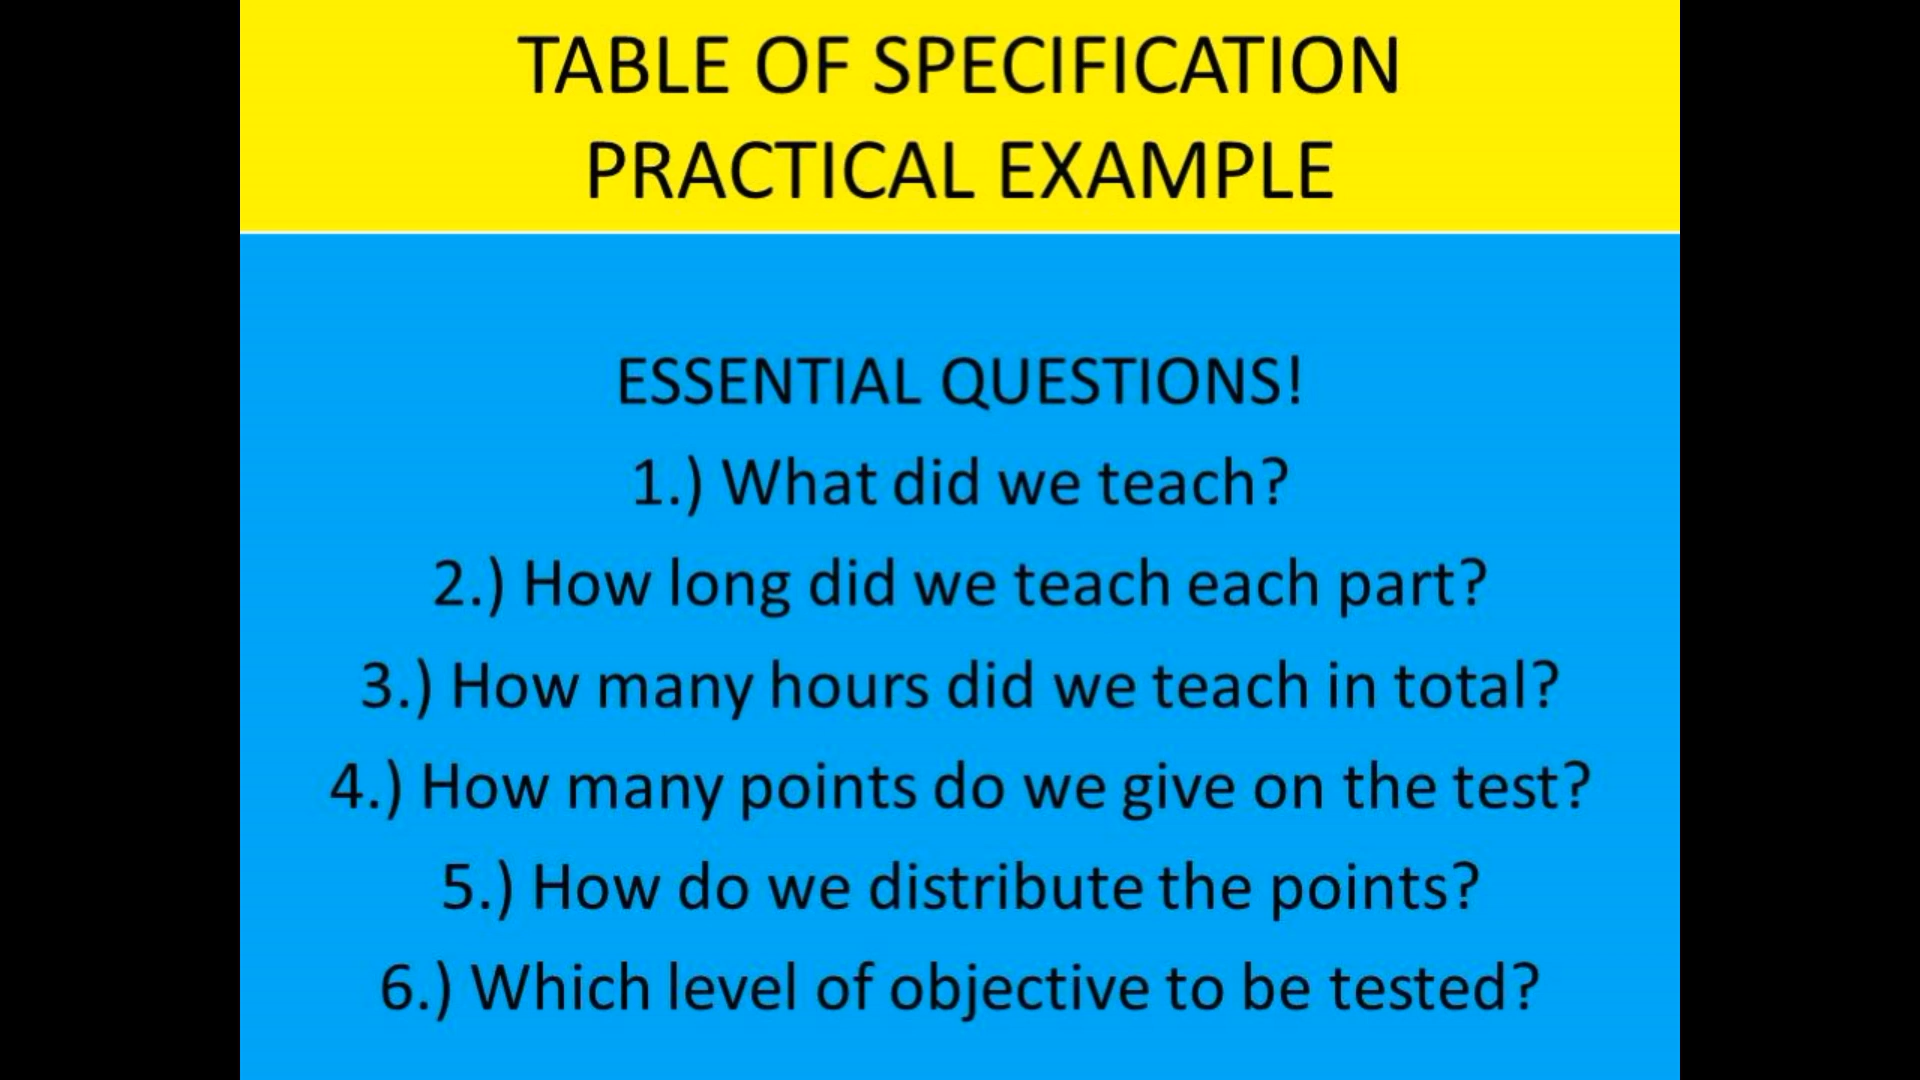 TABLE OF SPECIFICATION
PRACTICAL EXAMPLE
ESSENTIAL QUESTIONS!
1.) What did we teach?
2.) How long did we teach each part?
3.) How many hours did we teach in total?
4.) How many points do we give on the test?
5.) How do we distribute the points?
6.) Which level of objective to be tested?